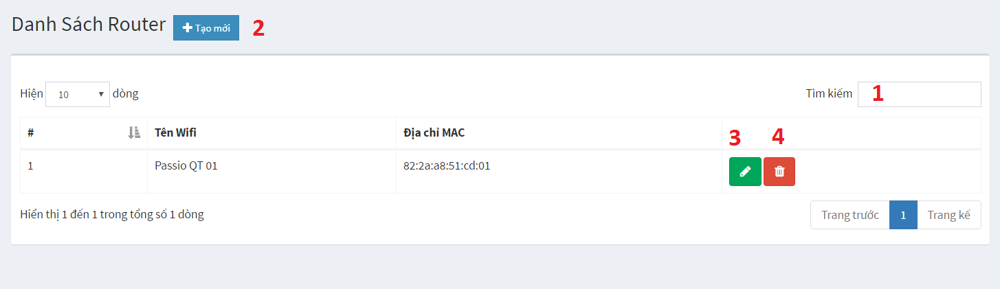 Danh Sách Router Tạo mới 2
Hiện 10 dòng Tìm kiếm 1
# Tên Wifi Địa chỉ MAC 3 4
1 Passio QT 01 82:2a:a8:51:cd:01
Hiển thị 1 đến 1 trong tổng số 1 dòng Trang trước 1 Trang kế